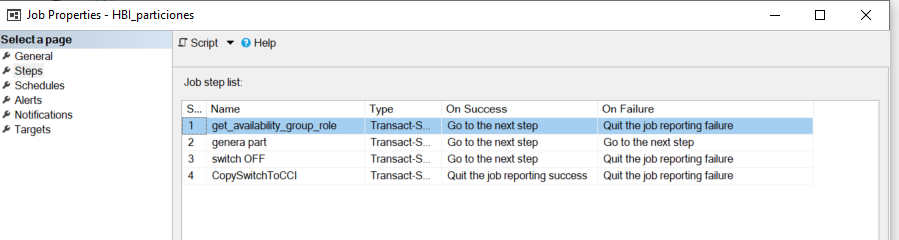 Job Properties - HBI_particiones
Select a page
General
Steps
Schedules
Alerts
Notifications
Targets
Script
Help
Job step list:
S... Name Type On Success On Failure
1 get_availability_group_role Transact-S... Go to the next step Quit the job reporting failure
2 genera part Transact-S... Go to the next step Go to the next step
3 switch OFF Transact-S... Go to the next step Quit the job reporting failure
4 CopySwitchToCCI Transact-S... Quit the job reporting success Quit the job reporting failure